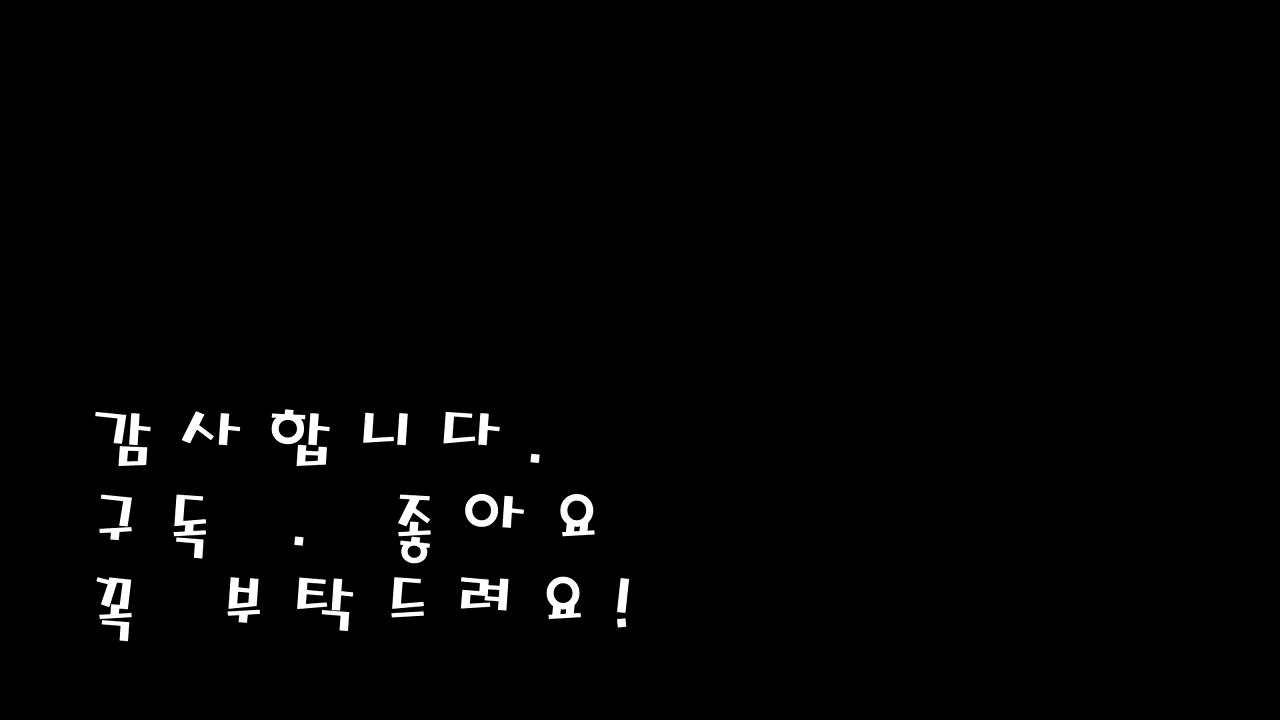 감사합니다.
구독 . 좋아요
꼭 부탁드려요!